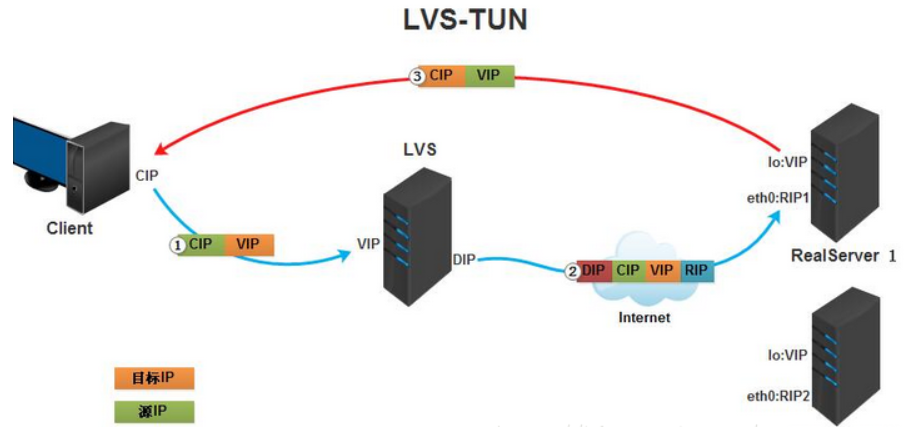 LVS-TUN
③ CIP VIP
LVS
lo:VIP
CIP
eth0:RIP1
Client
① CIP VIP
VIP
DIP
② DIP CIP VIP RIP
RealServer 1
Internet
lo:VIP
目标IP
eth0:RIP2
源IP